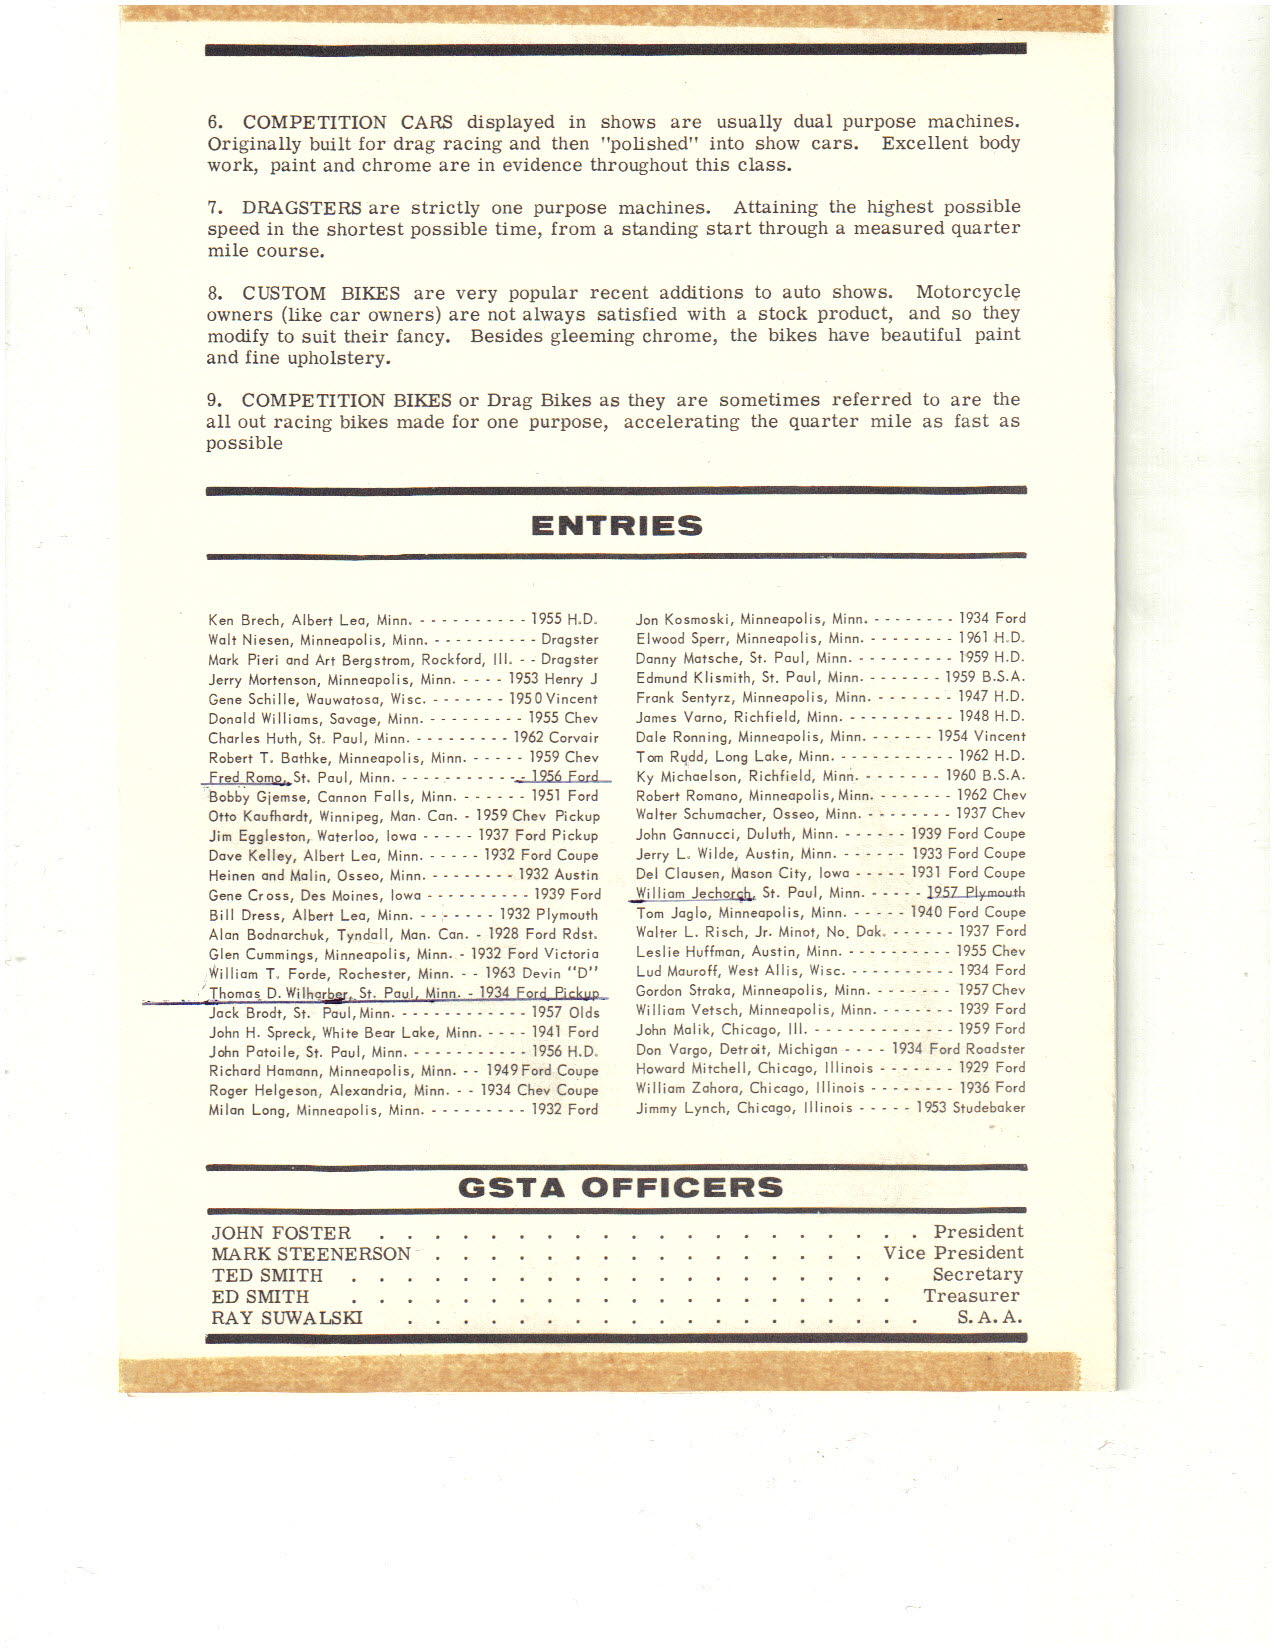 6. COMPETITION CARS displayed in shows are usually dual purpose machines.
Originally built for drag racing and then "polished" into show cars. Excellent body
work, paint and chrome are in evidence throughout this class.
7. DRAGSTERS are strictly one purpose machines. Attaining the highest possible
speed in the shortest possible time, from a standing start through a measured quarter
mile course.
8. CUSTOM BIKES are very popular recent additions to auto shows. Motorcycle
owners (like car owners) are not always satisfied with a stock product, and so they
modify to suit their fancy. Besides gleeming chrome, the bikes have beautiful paint
and fine upholstery.
9. COMPETITION BIKES or Drag Bikes as they are sometimes referred to are the
all out racing bikes made for one purpose, accelerating the quarter mile as fast as
possible
ENTRIES
Ken Brech, Albert Lea, Minn. - - - - - - - - - - 1955 H.D.
Walt Niesen, Minneapolis, Minn. - - - - - - - - - - Dragster
Mark Pieri and Art Bergstrom, Rockford, Ill. - - Dragster
Jerry Mortenson, Minneapolis, Minn. - - - - 1953 Henry J
Gene Schille, Wauwatosa, Wisc. - - - - - - - 1950 Vincent
Donald Williams, Savage, Minn. - - - - - - - - - 1955 Chev
Charles Huth, St. Paul, Minn. - - - - - - - - - 1962 Corvair
Robert T. Bathke, Minneapolis, Minn. - - - - - 1959 Chev
Fred Romo, St. Paul, Minn. - - - - - - - - - - - - 1956 Ford
Bobby Gjemse, Cannon Falls, Minn. - - - - - - 1951 Ford
Otto Kaufhardt, Winnipeg, Man. Can. - 1959 Chev Pickup
Jim Eggleston, Waterloo, Iowa - - - - - 1937 Ford Pickup
Dave Kelley, Albert Lea, Minn. - - - - - 1932 Ford Coupe
Heinen and Malin, Osseo, Minn. - - - - - - - - 1932 Austin
Gene Cross, Des Moines, Iowa - - - - - - - - - - 1939 Ford
Bill Dress, Albert Lea, Minn. - - - - - - - 1932 Plymouth
Alan Bodnarchuk, Tyndall, Man. Can. - 1928 Ford Rdst.
Glen Cummings, Minneapolis, Minn. - 1932 Ford Victoria
William T. Forde, Rochester, Minn. - - 1963 Devin "D"
Thomas D. Wilharber, St. Paul, Minn. - 1934 Ford Pickup
Jack Brodt, St. Paul, Minn. - - - - - - - - - - - - 1957 Olds
John H. Spreck, White Bear Lake, Minn. - - - - 1941 Ford
John Patoile, St. Paul, Minn. - - - - - - - - - - - 1956 H.D.
Richard Hamann, Minneapolis, Minn. - - 1949 Ford Coupe
Roger Helgeson, Alexandria, Minn. - - 1934 Chev Coupe
Milan Long, Minneapolis, Minn. - - - - - - - - - 1932 Ford
Jon Kosmoski, Minneapolis, Minn. - - - - - - - - 1934 Ford
Elwood Sperr, Minneapolis, Minn. - - - - - - - - 1961 H.D.
Danny Matsche, St. Paul, Minn. - - - - - - - - - 1959 H.D.
Edmund Klismith, St. Paul, Minn. - - - - - - - 1959 B.S.A.
Frank Sentyrz, Minneapolis, Minn. - - - - - - - 1947 H.D.
James Varno, Richfield, Minn. - - - - - - - - - - 1948 H.D.
Dale Ronning, Minneapolis, Minn. - - - - - - 1954 Vincent
Tom Rudd, Long Lake, Minn. - - - - - - - - - - - 1962 H.D.
Ky Michaelson, Richfield, Minn. - - - - - - - 1960 B.S.A.
Robert Romano, Minneapolis, Minn. - - - - - - - 1962 Chev
Walter Schumacher, Osseo, Minn. - - - - - - - - 1937 Chev
John Gannucci, Duluth, Minn. - - - - - - 1939 Ford Coupe
Jerry L. Wilde, Austin, Minn. - - - - - - 1933 Ford Coupe
Del Clausen, Mason City, Iowa - - - - - 1931 Ford Coupe
William Jechorch, St. Paul, Minn. - - - - - 1957 Plymouth
Tom Jaglo, Minneapolis, Minn. - - - - - 1940 Ford Coupe
Walter L. Risch, Jr. Minot, No. Dak. - - - - - - 1937 Ford
Leslie Huffman, Austin, Minn. - - - - - - - - - - 1955 Chev
Lud Mauroff, West Allis, Wisc. - - - - - - - - - - 1934 Ford
Gordon Straka, Minneapolis, Minn. - - - - - - - 1957 Chev
William Vetsch, Minneapolis, Minn. - - - - - - - 1939 Ford
John Malik, Chicago, Ill. - - - - - - - - - - - - - 1959 Ford
Don Vargo, Detroit, Michigan - - - - 1934 Ford Roadster
Howard Mitchell, Chicago, Illinois - - - - - - - 1929 Ford
William Zahora, Chicago, Illinois - - - - - - - - 1936 Ford
Jimmy Lynch, Chicago, Illinois - - - - - 1953 Studebaker
GSTA OFFICERS
JOHN FOSTER . . . . . . . . . . . . . . . . . . . . President
MARK STEENERSON . . . . . . . . . . . . . . . . Vice President
TED SMITH . . . . . . . . . . . . . . . . . . . . Secretary
ED SMITH . . . . . . . . . . . . . . . . . . . . Treasurer
RAY SUWALSKI . . . . . . . . . . . . . . . . . . . S.A.A.